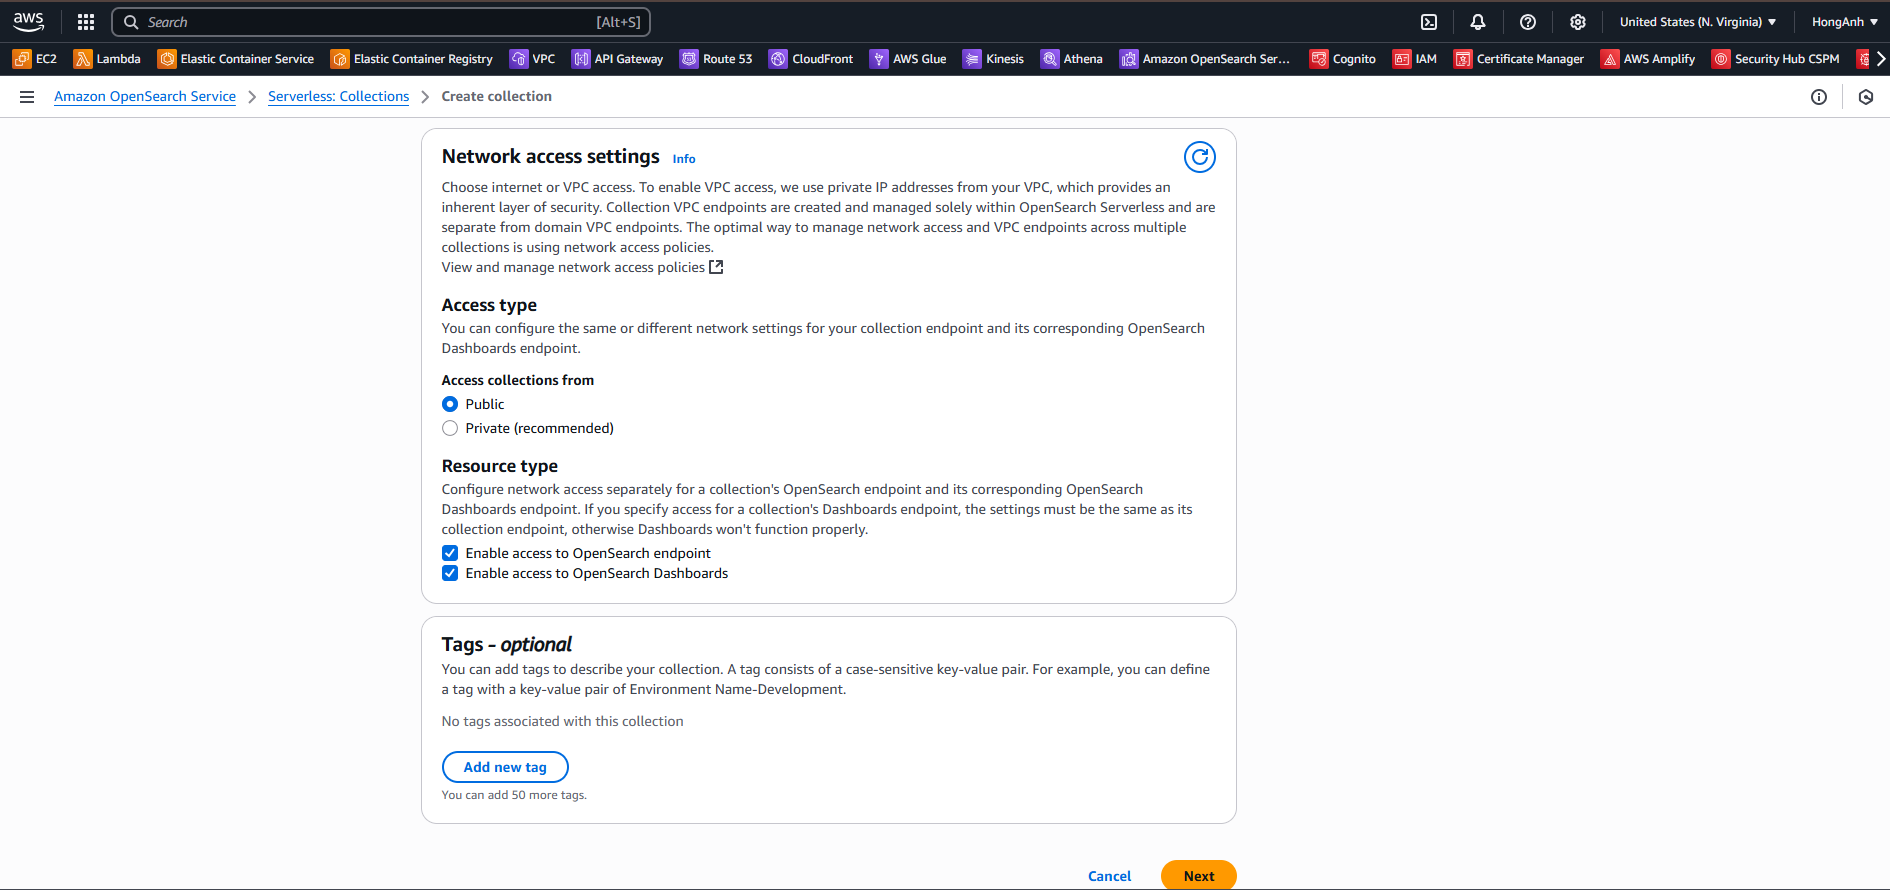 aws
Search [Alt+S]
United States (N. Virginia) HongAnh
EC2 Lambda Elastic Container Service Elastic Container Registry VPC API Gateway Route 53 CloudFront AWS Glue Kinesis Athena Amazon OpenSearch Ser... Cognito IAM Certificate Manager AWS Amplify Security Hub CSPM
Amazon OpenSearch Service Serverless: Collections Create collection
Network access settings Info
Choose internet or VPC access. To enable VPC access, we use private IP addresses from your VPC, which provides an
inherent layer of security. Collection VPC endpoints are created and managed solely within OpenSearch Serverless and are
separate from domain VPC endpoints. The optimal way to manage network access and VPC endpoints across multiple
collections is using network access policies.
View and manage network access policies
Access type
You can configure the same or different network settings for your collection endpoint and its corresponding OpenSearch
Dashboards endpoint.
Access collections from
Public
Private (recommended)
Resource type
Configure network access separately for a collection's OpenSearch endpoint and its corresponding OpenSearch
Dashboards endpoint. If you specify access for a collection's Dashboards endpoint, the settings must be the same as its
collection endpoint, otherwise Dashboards won't function properly.
Enable access to OpenSearch endpoint
Enable access to OpenSearch Dashboards
Tags - optional
You can add tags to describe your collection. A tag consists of a case-sensitive key-value pair. For example, you can define
a tag with a key-value pair of Environment Name-Development.
No tags associated with this collection
Add new tag
You can add 50 more tags.
Cancel Next